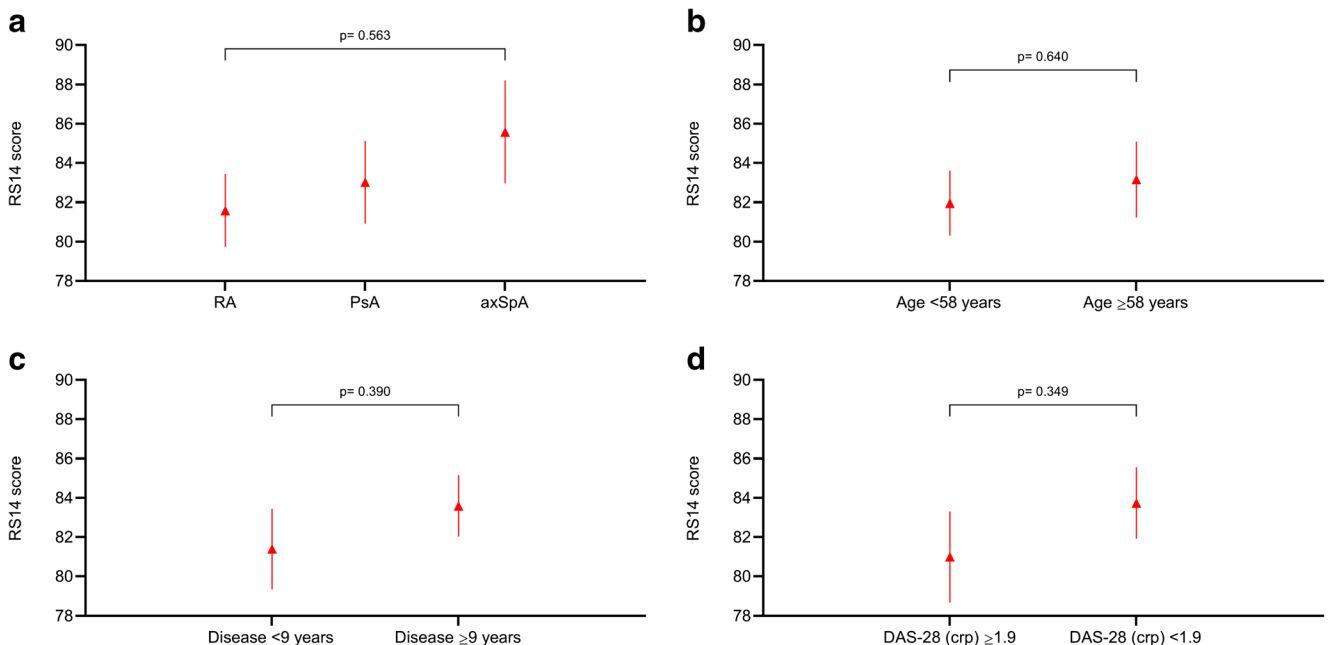 a
p= 0.563
RS14 score
90
88
86
84
82
80
78
RA PsA axSpA
b
p= 0.640
RS14 score
90
88
86
84
82
80
78
Age <58 years Age ≥58 years
c
p= 0.390
RS14 score
90
88
86
84
82
80
78
Disease <9 years Disease ≥9 years
d
p= 0.349
RS14 score
90
88
86
84
82
80
78
DAS-28 (crp) ≥1.9 DAS-28 (crp) <1.9